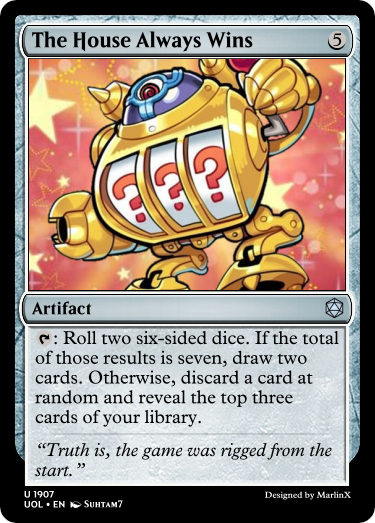 The House Always Wins 5
? ? ?
Artifact
: Roll two six-sided dice. If the total
of those results is seven, draw two
cards. Otherwise, discard a card at
random and reveal the top three
cards of your library.
“Truth is, the game was rigged from the
start.”
U 1907
UOL • EN Suhtam7
Designed by MarlinX